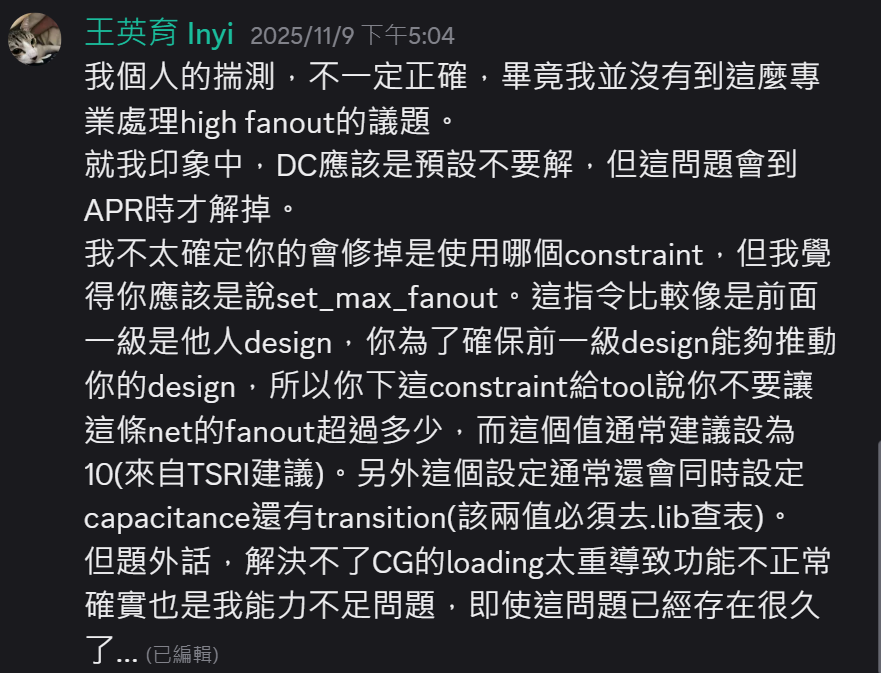 王英育 Inyi 2025/11/9 下午5:04
我個人的揣測，不一定正確，畢竟我並沒有到這麼專
業處理high fanout的議題。
就我印象中，DC應該是預設不要解，但這問題會到
APR時才解掉。
我不太確定你的會修掉是使用哪個constraint，但我覺
得你應該是說set_max_fanout。這指令比較像是前面
一級是他人design，你為了確保前一級design能夠推動
你的design，所以你下這constraint給tool說你不要讓
這條net的fanout超過多少，而這個值通常建議設為
10(來自TSRI建議)。另外這個設定通常還會同時設定
capacitance還有transition(該兩值必須去.lib查表)。
但題外話，解決不了CG的loading太重導致功能不正常
確實也是我能力不足問題，即使這問題已經存在很久
了... (已編輯)